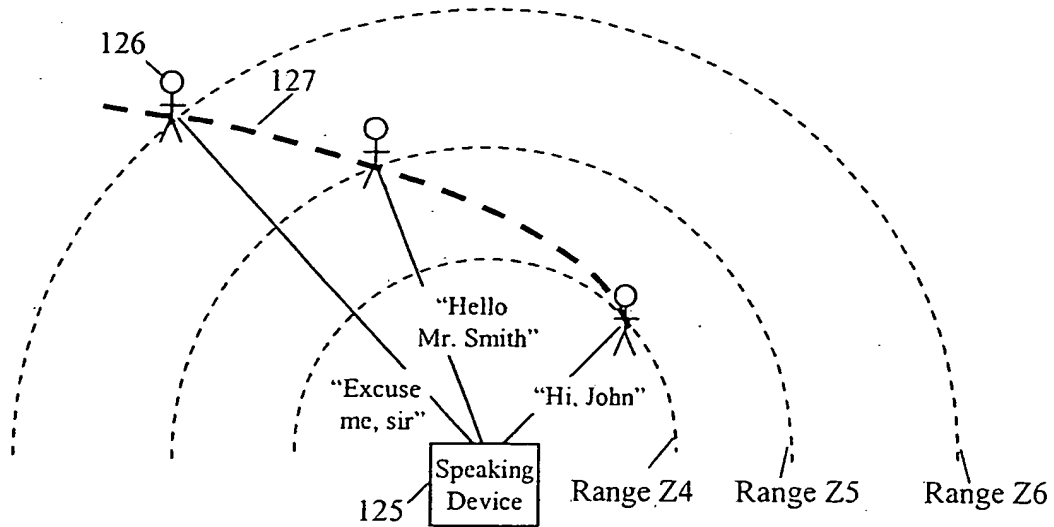 126
127
“Hello
Mr. Smith”
“Excuse
me, sir”
“Hi, John”
Speaking
Device
125
Range Z4
Range Z5
Range Z6